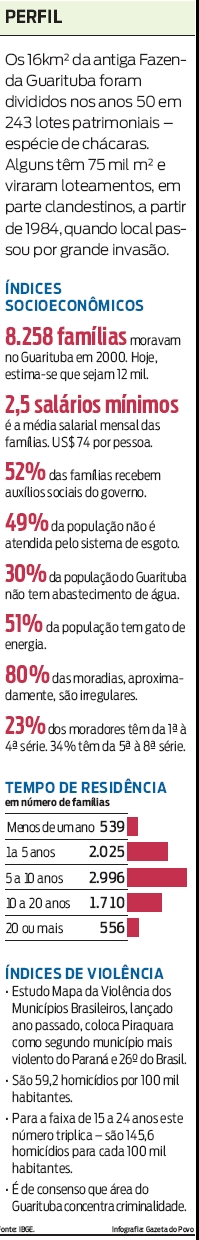 PERFIL
Os 16km² da antiga Fazen-
da Guarituba foram
divididos nos anos 50 em
243 lotes patrimoniais –
espécie de chácaras.
Alguns têm 75 mil m² e
viraram loteamentos, em
parte clandestinos, a partir
de 1984, quando local pas-
sou por grande invasão.
ÍNDICES
SOCIOECONÔMICOS
8.258 famílias moravam
no Guarituba em 2000. Hoje,
estima-se que sejam 12 mil.
2,5 salários mínimos
é a média salarial mensal das
famílias. US$ 74 por pessoa.
52% das famílias recebem
auxílios sociais do governo.
49% da população não é
atendida pelo sistema de esgoto.
30% da população do Guarituba
não tem abastecimento de água.
51% da população tem gato de
energia.
80% das moradias, aproxima-
damente, são irregulares.
23% dos moradores têm da 1ª à
4ª série. 34% têm da 5ª à 8ª série.
TEMPO DE RESIDÊNCIA
em número de famílias
Menos de um ano 539
1 a 5 anos 2.025
5 a 10 anos 2.996
10 a 20 anos 1.710
20 ou mais 556
ÍNDICES DE VIOLÊNCIA
• Estudo Mapa da Violência dos
Municípios Brasileiros, lançado
ano passado, coloca Piraquara
como segundo município mais
violento do Paraná e 26º do Brasil.
• São 59,2 homicídios por 100 mil
habitantes.
• Para a faixa de 15 a 24 anos este
número triplica – são 145,6
homicídios para cada 100 mil
habitantes.
• É de consenso que área do
Guarituba concentra criminalidade.
Fonte: IBGE. Infografia: Gazeta do Povo